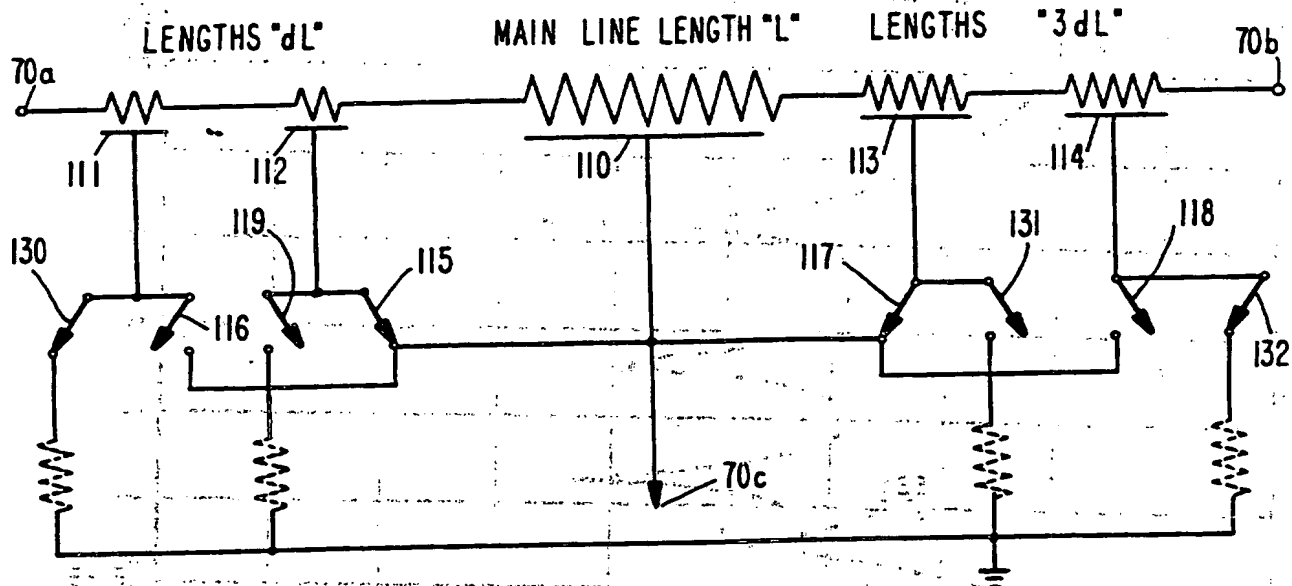 LENGTHS "dL" MAIN LINE LENGTH "L" LENGTHS "3dL"
70a 70b
111 112 110 113 114
130 119 115 117 131 118
116 132
70c